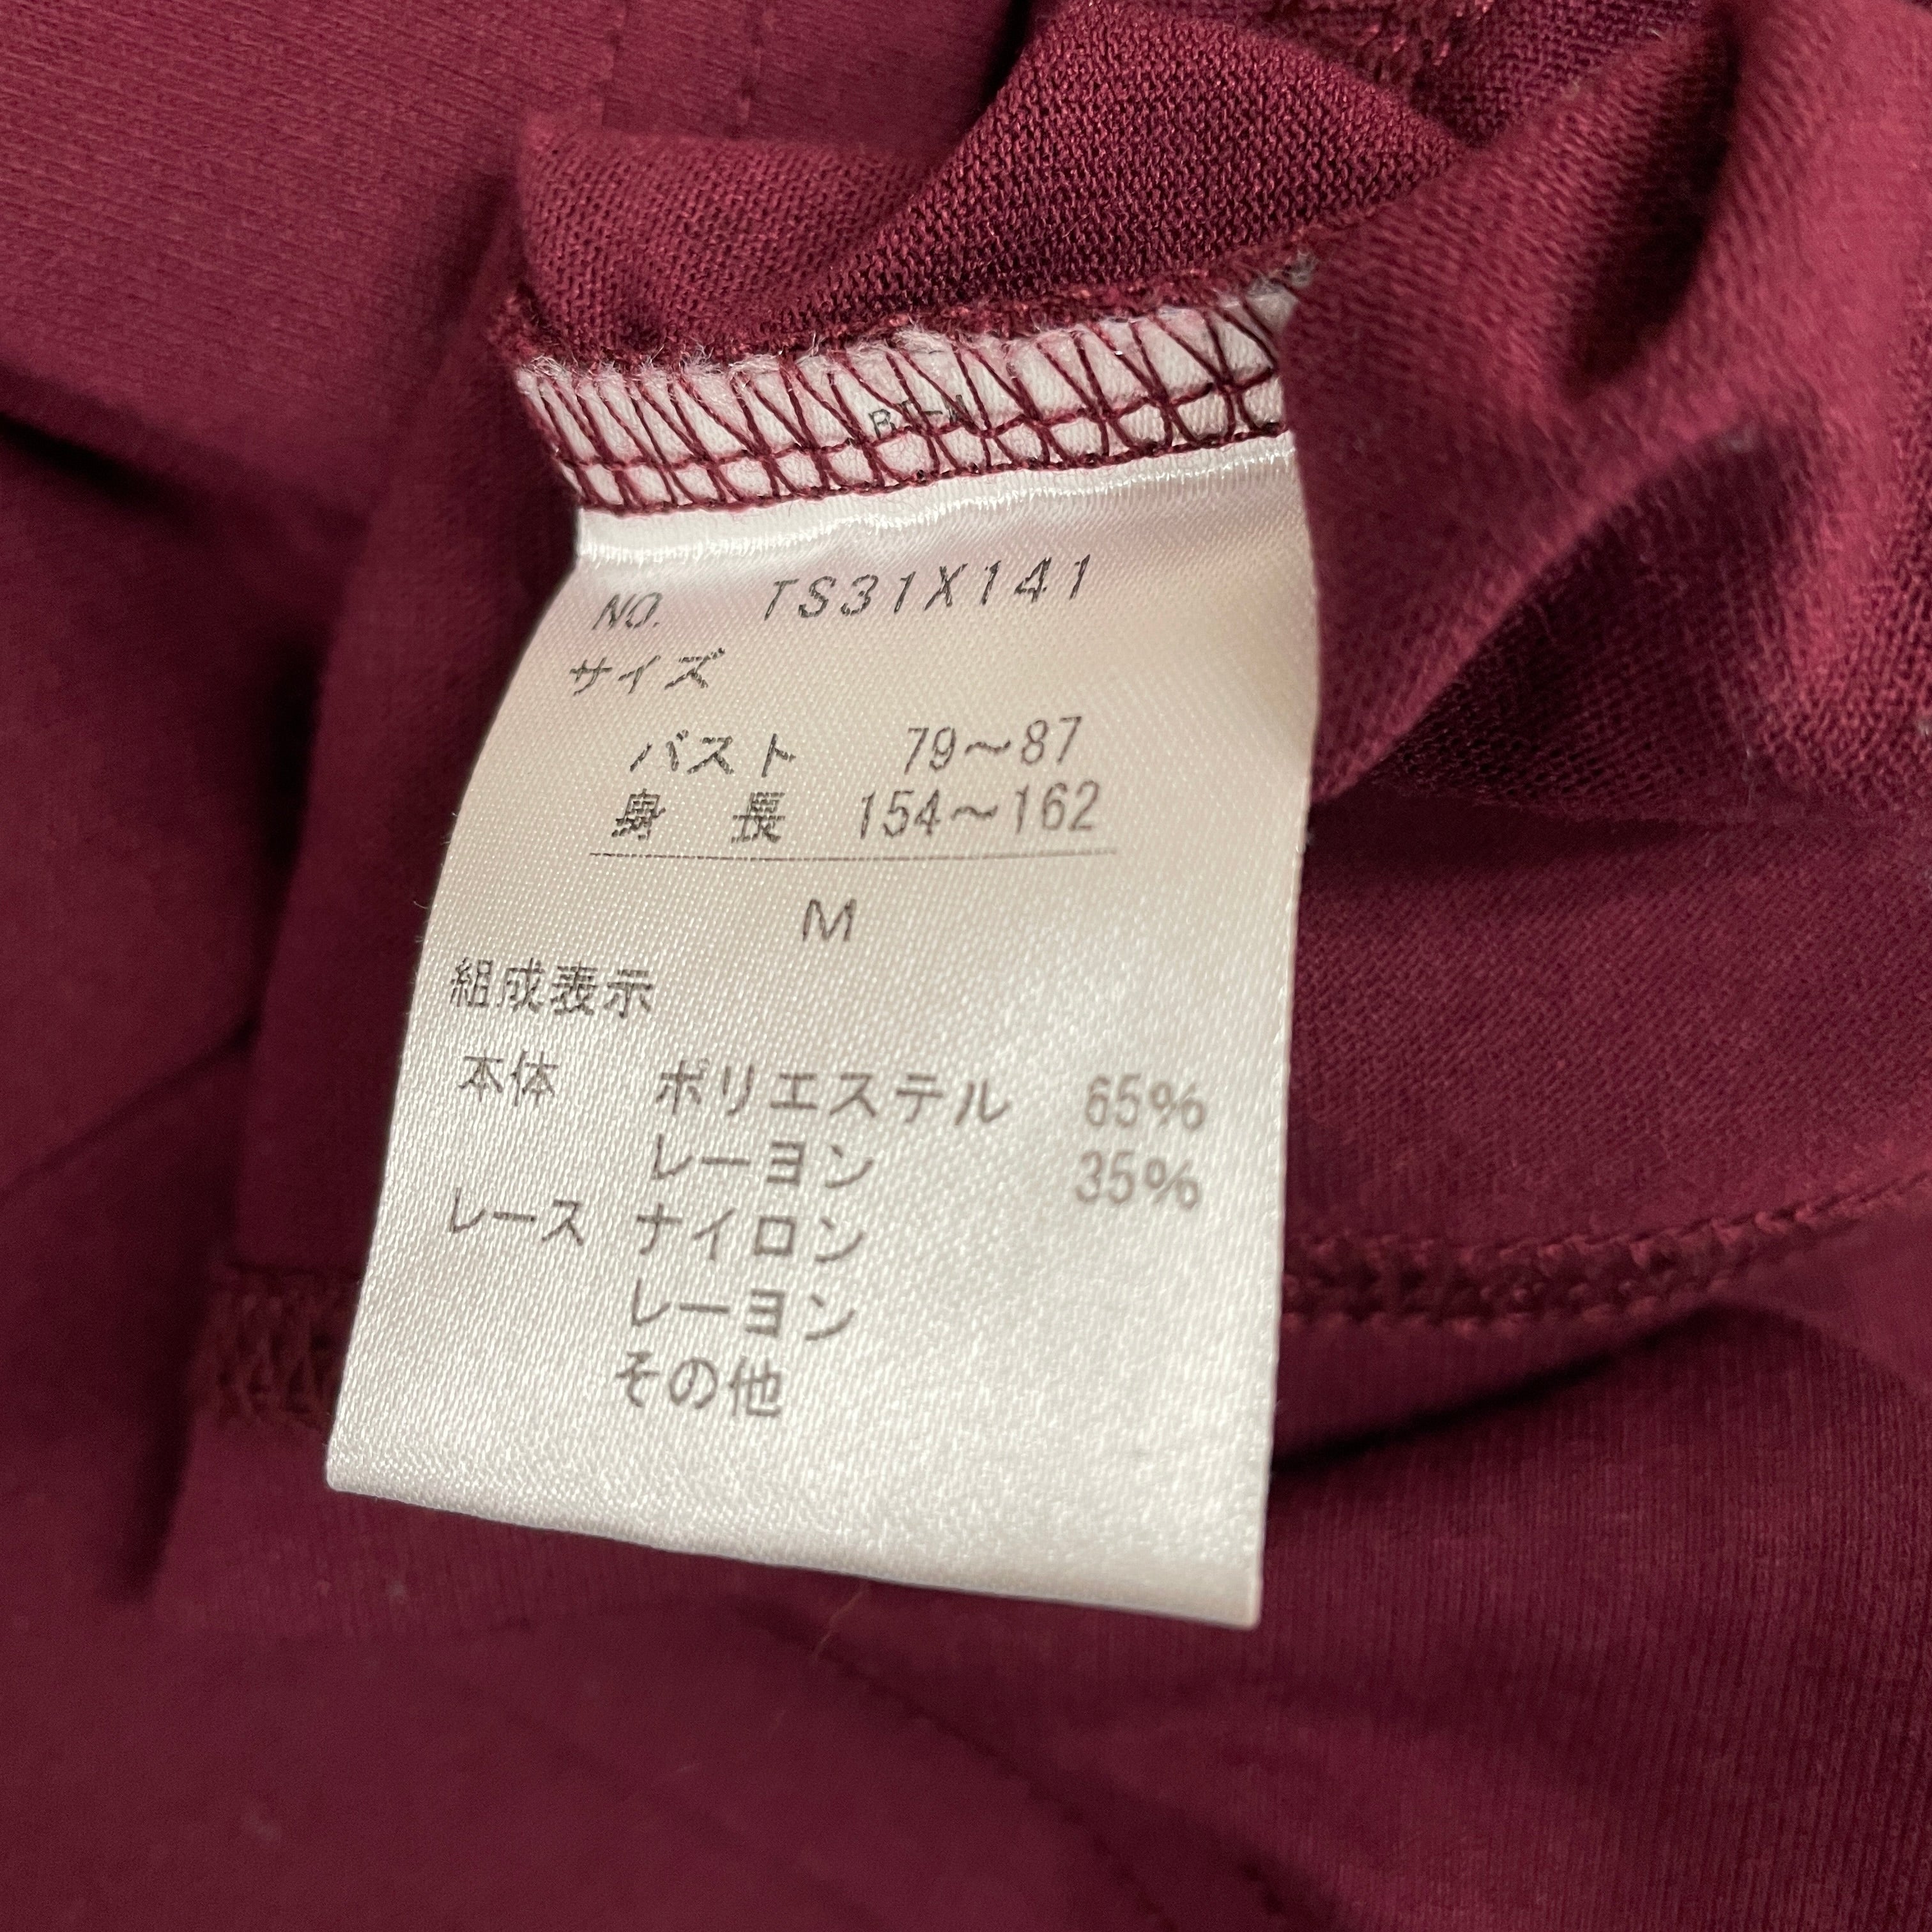 NO. TS31X141
サイズ
バスト 79～87
身 長 154～162
M
組成表示
本体 ポリエステル 65%
レーヨン 35%
レース ナイロン
レーヨン
その他